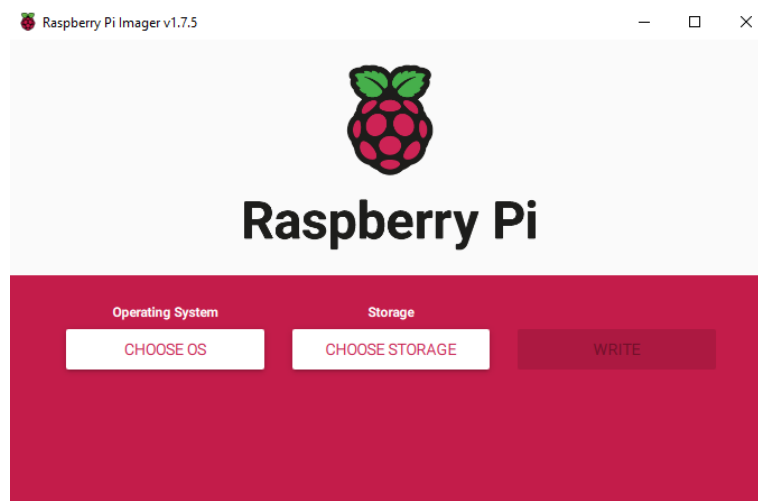 Raspberry Pi Imager v1.7.5
Raspberry Pi
Operating System
Storage
CHOOSE OS
CHOOSE STORAGE
WRITE